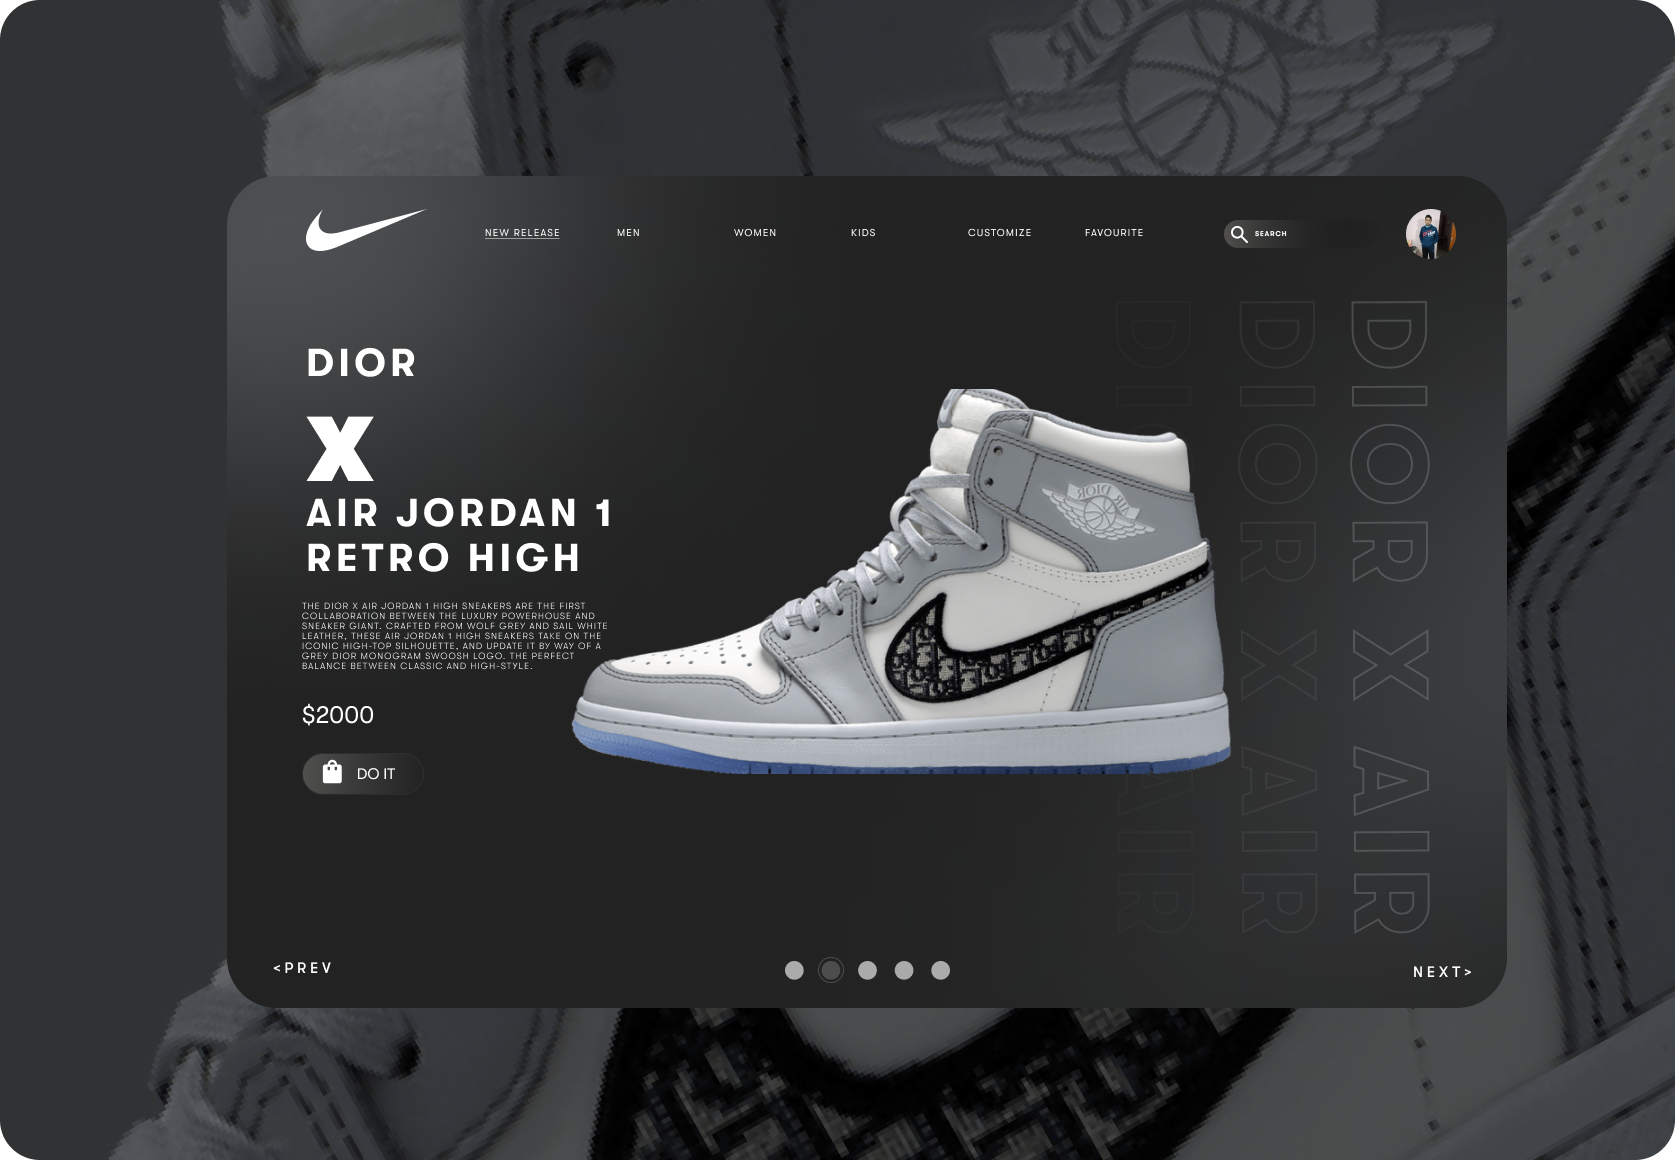 NEW RELEASE
MEN
WOMEN
KIDS
CUSTOMIZE
FAVOURITE
SEARCH
DIOR
X
AIR JORDAN 1
RETRO HIGH
THE DIOR X AIR JORDAN 1 HIGH SNEAKERS ARE THE FIRST
COLLABORATION BETWEEN THE LUXURY POWERHOUSE AND
SNEAKER GIANT. CRAFTED FROM WOLF GREY AND SAIL WHITE
LEATHER, THESE AIR JORDAN 1 HIGH SNEAKERS TAKE ON THE
ICONIC HIGH-TOP SILHOUETTE, AND UPDATE IT BY WAY OF A
GREY DIOR MONOGRAM SWOOSH LOGO. THE PERFECT
BALANCE BETWEEN CLASSIC AND HIGH-STYLE.
$2000
DO IT
DIOR X AIR
DIOR X AIR
DIOR X AIR
<PREV
NEXT>